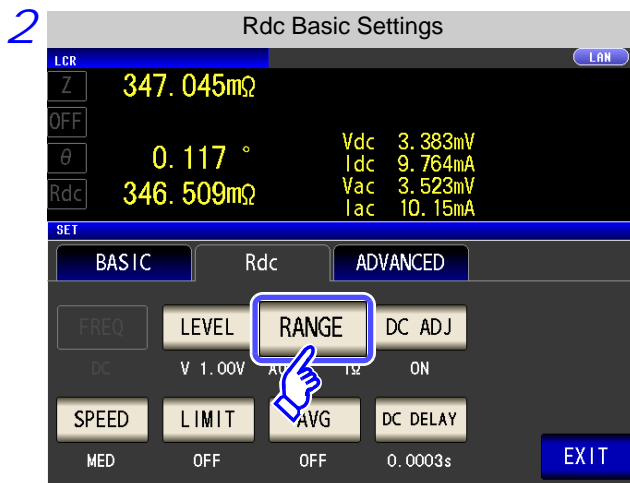 2
Rdc Basic Settings
LCR LAN
Z 347.045mΩ
OFF
Vdc 3.383mV
θ 0.117 ° Idc 9.764mA
Rdc 346.509mΩ Vac 3.523mV
Iac 10.15mA
SET
BASIC Rdc ADVANCED
FREQ LEVEL RANGE DC ADJ
DC V 1.00V 1Ω ON
SPEED LIMIT AVG DC DELAY
MED OFF OFF 0.0003s
EXIT